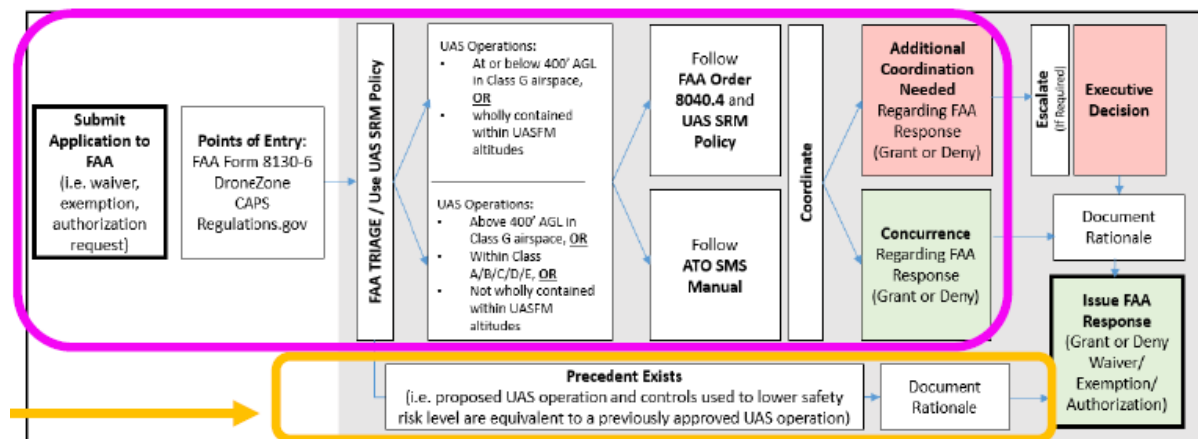 Submit
Application to
FAA
(i.e. waiver,
exemption,
authorization
request)
Points of Entry:
FAA Form 8130-6
DroneZone
CAPS
Regulations.gov
FAA TRIAGE / Use UAS SRM Policy
UAS Operations:
• At or below 400' AGL
in Class G airspace,
OR
• wholly contained
within UASFM
altitudes
UAS Operations:
• Above 400' AGL in
Class G airspace, OR
• Within Class
A/B/C/D/E, OR
• Not wholly contained
within UASFM
altitudes
Follow
FAA Order
8040.4 and
UAS SRM
Policy
Follow
ATO SMS
Manual
Coordinate
Additional
Coordination
Needed
Regarding FAA
Response
(Grant or Deny)
Concurrence
Regarding FAA
Response
(Grant or Deny)
Escalate
(If Required)
Executive
Decision
Document
Rationale
Issue FAA
Response
(Grant or Deny
Waiver/
Exemption/
Authorization)
Precedent Exists
(i.e. proposed UAS operation and controls used to lower safety
risk level are equivalent to a previously approved UAS operation)
Document
Rationale